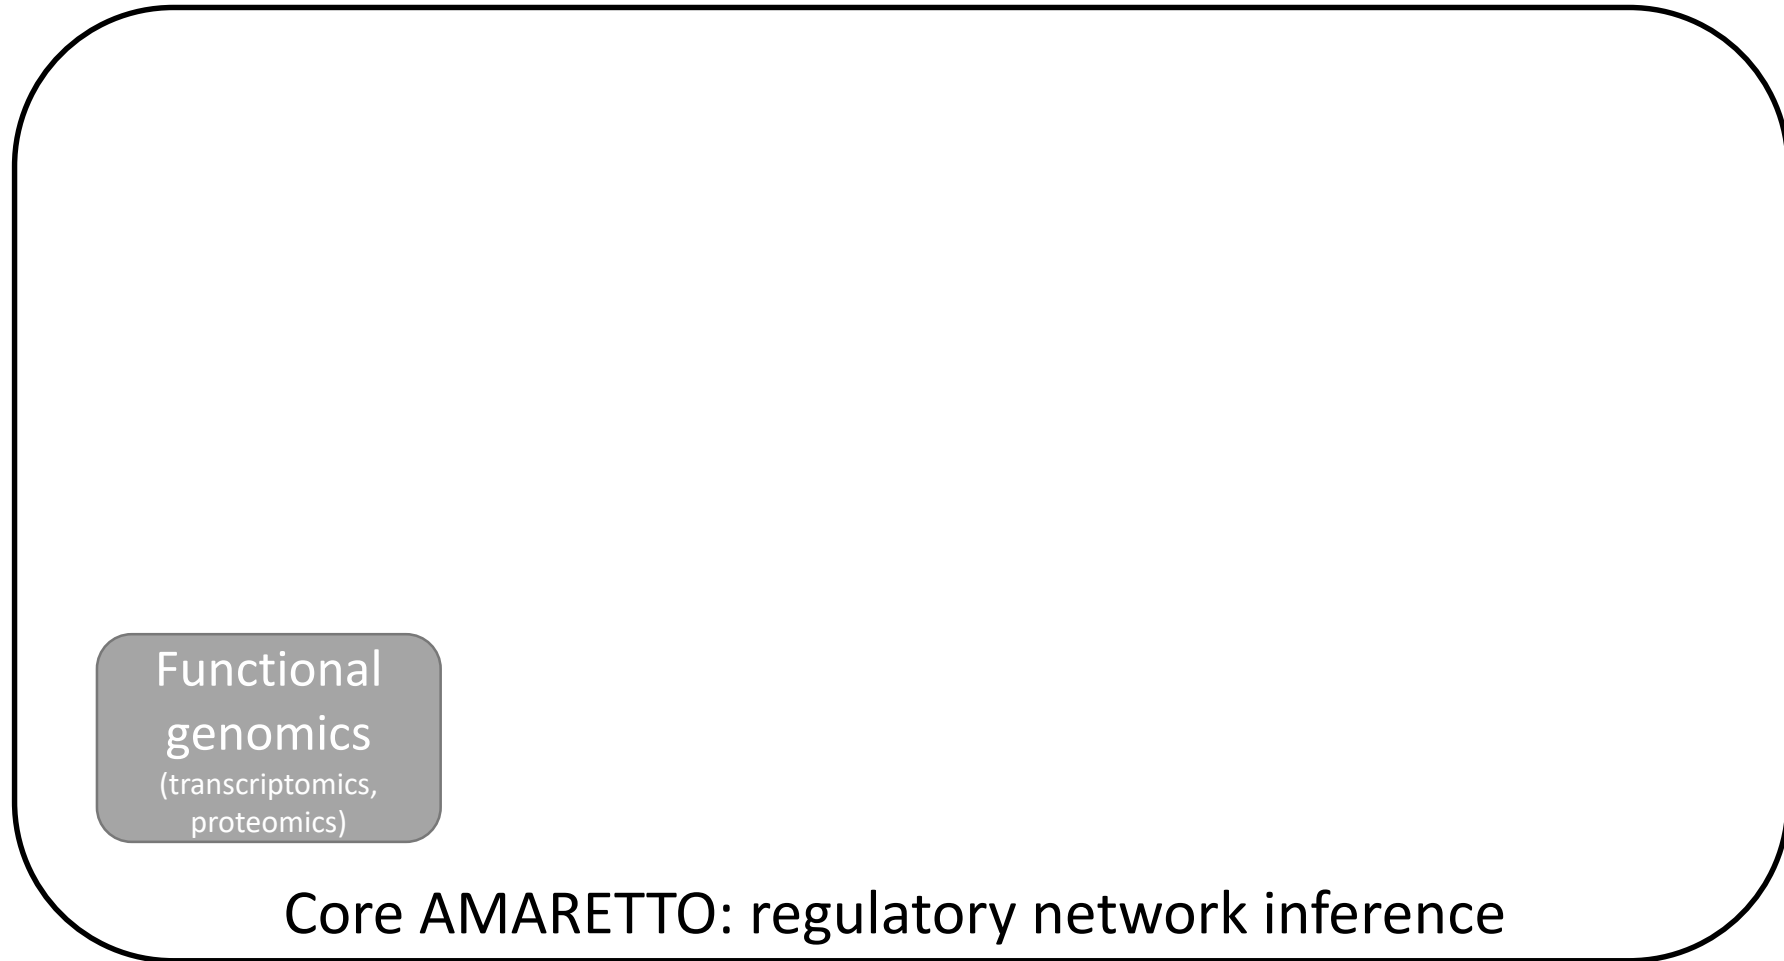 Functional
genomics
(transcriptomics,
proteomics)
Core AMARETTO: regulatory network inference